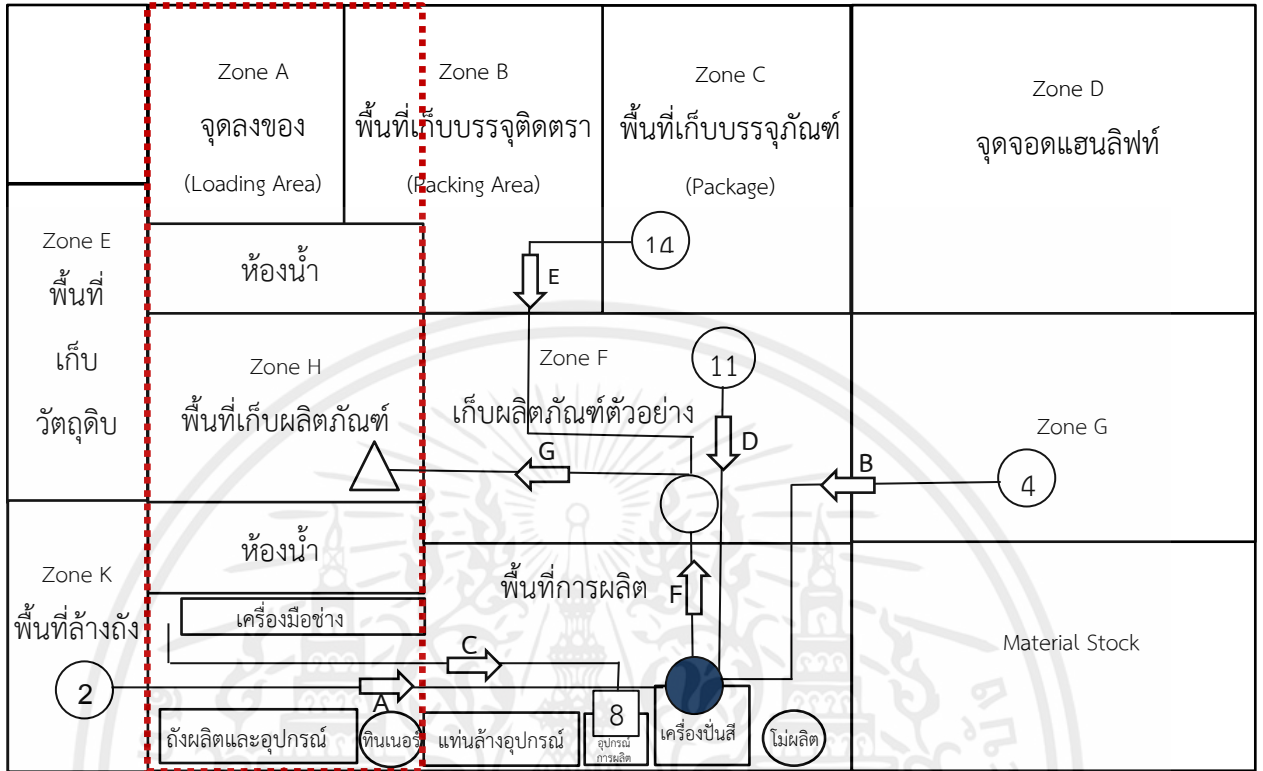 Zone A
จุดลงของ
(Loading Area)
Zone B
พื้นที่เก็บบรรจุติดตรา
(Packing Area)
Zone C
พื้นที่เก็บบรรจุภัณฑ์
(Package)
Zone D
จุดจอดแฮนลิฟท์
Zone E
พื้นที่
เก็บ
วัตถุดิบ
ห้องน้ำ
14
E
Zone H
พื้นที่เก็บผลิตภัณฑ์
Zone F
เก็บผลิตภัณฑ์ตัวอย่าง
11
D
G
B
Zone G
4
ห้องน้ำ
Zone K
พื้นที่ล้างถัง
2
เครื่องมือช่าง
พื้นที่การผลิต
F
C
A
Material Stock
ถังผลิตและอุปกรณ์
ทินเนอร์
แท่นล้างอุปกรณ์
8
อุปกรณ์
การผลิต
เครื่องปั่นสี
โม่ผลิต